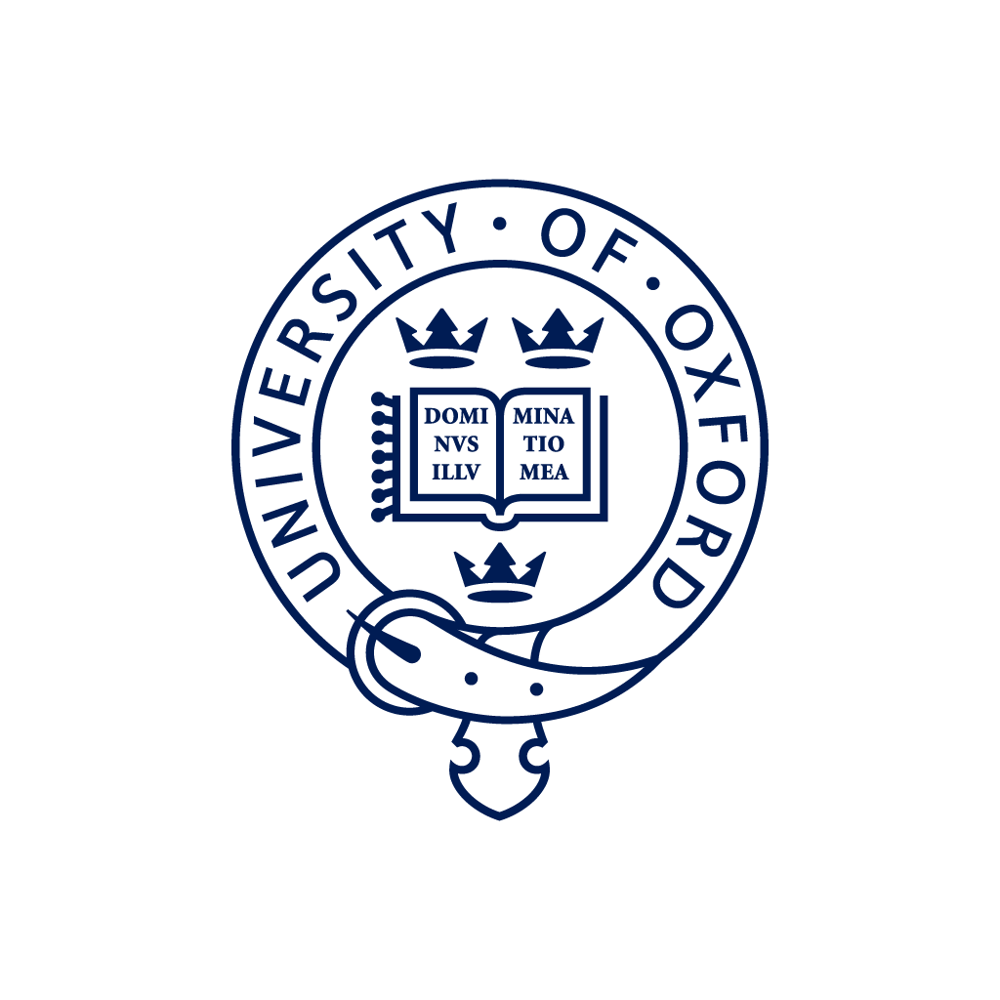 UNIVERSITY · OF · OXFORD
DOMI
NVS
ILLV
MINA
TIO
MEA